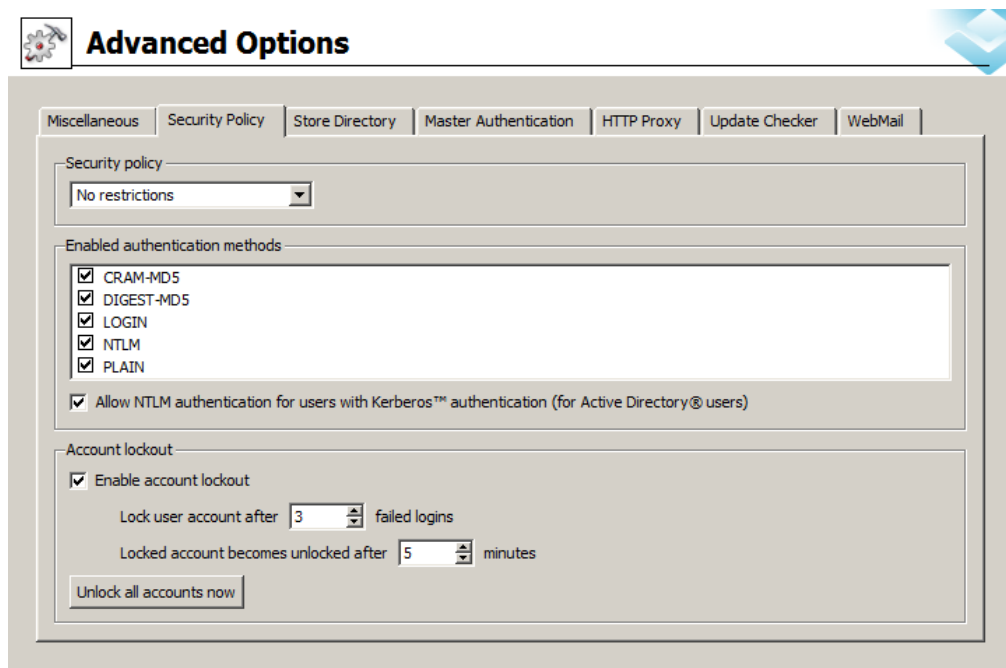 Advanced Options
Miscellaneous Security Policy Store Directory Master Authentication HTTP Proxy Update Checker WebMail
Security policy
No restrictions
Enabled authentication methods
CRAM-MD5
DIGEST-MD5
LOGIN
NTLM
PLAIN
Allow NTLM authentication for users with Kerberos™ authentication (for Active Directory® users)
Account lockout
Enable account lockout
Lock user account after 3 failed logins
Locked account becomes unlocked after 5 minutes
Unlock all accounts now